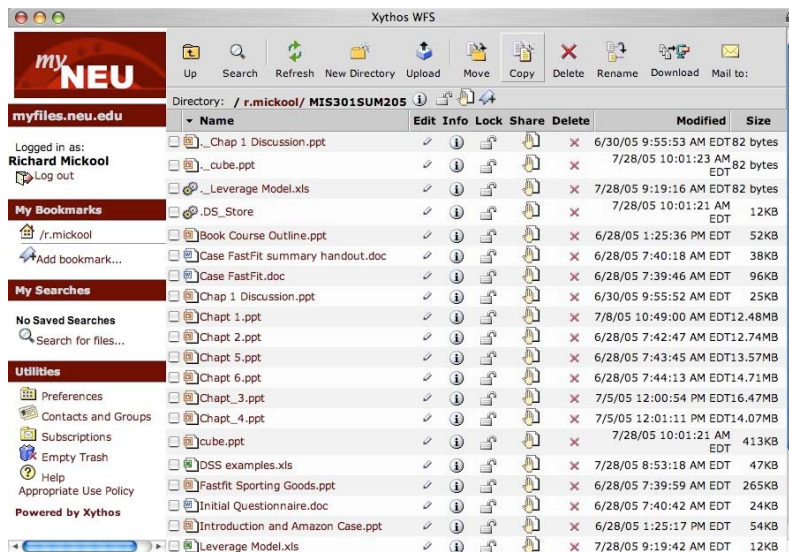 Xythos WFS
my NEU
Up Search Refresh New Directory Upload Move Copy Delete Rename Download Mail to:
Directory: / r.mickool/ MIS301SUM205
myfiles.neu.edu
Logged in as:
Richard Mickool
Log out
My Bookmarks
/r.mickool
Add bookmark...
My Searches
No Saved Searches
Search for files...
Utilities
Preferences
Contacts and Groups
Subscriptions
Empty Trash
Help
Appropriate Use Policy
Powered by Xythos
Name Edit Info Lock Share Delete Modified Size
._Chap 1 Discussion.ppt 6/30/05 9:55:53 AM EDT 82 bytes
._cube.ppt 7/28/05 10:01:23 AM EDT 82 bytes
._Leverage Model.xls 7/28/05 9:19:16 AM EDT 82 bytes
.DS_Store 7/28/05 10:01:21 AM EDT 12KB
Book Course Outline.ppt 6/28/05 1:25:36 PM EDT 52KB
Case FastFit summary handout.doc 6/28/05 7:40:18 AM EDT 38KB
Case FastFit.doc 6/28/05 7:39:46 AM EDT 96KB
Chap 1 Discussion.ppt 6/30/05 9:55:52 AM EDT 25KB
Chapt 1.ppt 7/8/05 10:49:00 AM EDT 12.48MB
Chapt 2.ppt 6/28/05 7:42:47 AM EDT 12.74MB
Chapt 5.ppt 6/28/05 7:43:45 AM EDT 13.57MB
Chapt 6.ppt 6/28/05 7:44:13 AM EDT 14.71MB
Chapt_3.ppt 7/5/05 12:00:54 PM EDT 16.47MB
Chapt_4.ppt 7/5/05 12:01:11 PM EDT 14.07MB
cube.ppt 7/28/05 10:01:21 AM EDT 413KB
DSS examples.xls 7/28/05 8:53:18 AM EDT 47KB
Fastfit Sporting Goods.ppt 6/28/05 7:39:59 AM EDT 265KB
Initial Questionnaire.doc 6/28/05 7:40:42 AM EDT 24KB
Introduction and Amazon Case.ppt 6/28/05 1:25:17 PM EDT 54KB
Leverage Model.xls 7/28/05 9:19:42 AM EDT 12KB